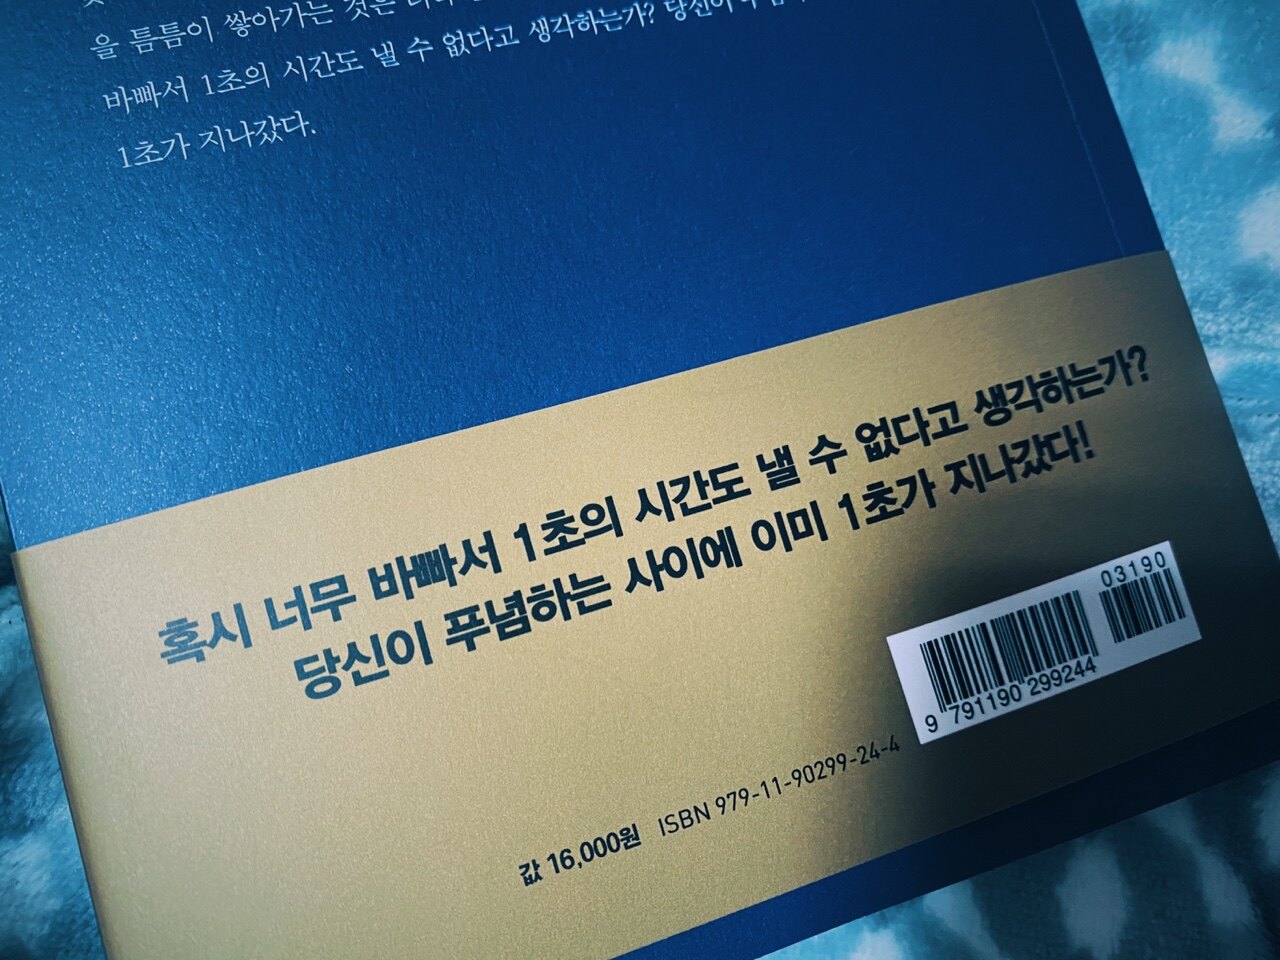 을 틈틈이 쌓아가는 것은
바빠서 1초의 시간도 낼 수 없다고 생각하는가? 당신이
1초가 지나갔다.
혹시 너무 바빠서 1초의 시간도 낼 수 없다고 생각하는가?
당신이 푸념하는 사이에 이미 1초가 지나갔다!
03190
9 791190 299244
값 16,000원 ISBN 979-11-90299-24-4